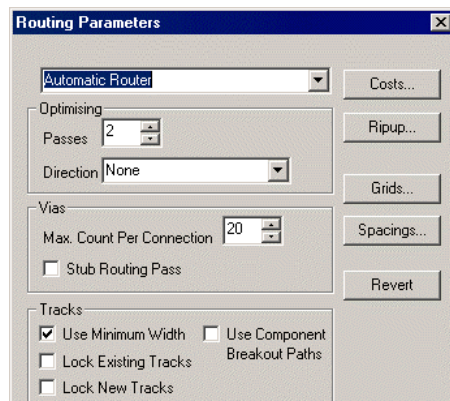 Routing Parameters
Automatic Router
Costs...
Optimising
Passes 2
Ripup...
Direction None
Grids...
Vias
Max. Count Per Connection 20
Spacings...
Stub Routing Pass
Revert
Tracks
Use Minimum Width
Use Component
Breakout Paths
Lock Existing Tracks
Lock New Tracks